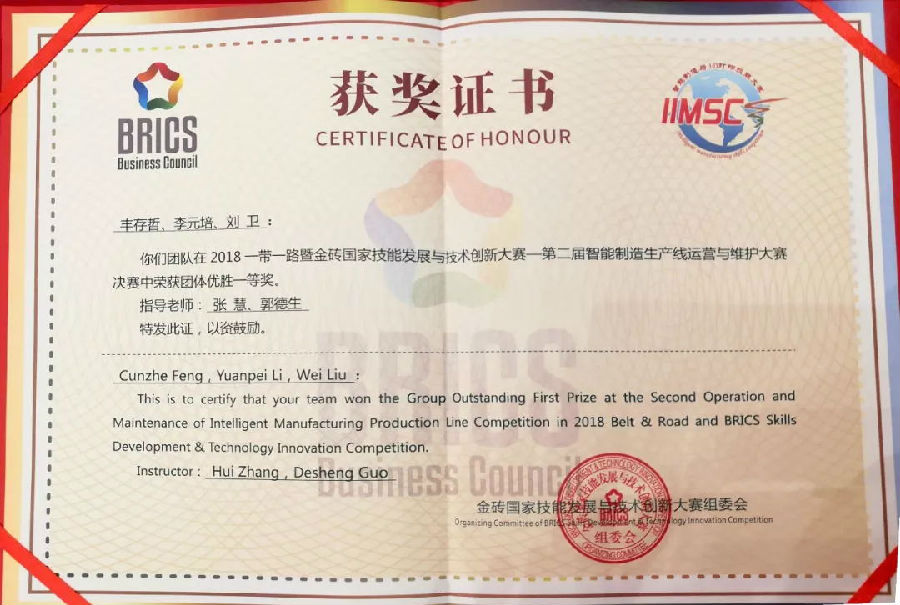 BRICS
Business Council
获奖证书
CERTIFICATE OF HONOUR
IIMSC
丰存哲、李元培、刘 卫：
你们团队在 2018 一带一路暨金砖国家技能发展与技术创新大赛—第二届智能制造生产线运营与维护大赛
决赛中荣获团体优胜一等奖。
指导老师：张 慧、郭德生
特发此证，以资鼓励。
Cunzhe Feng , Yuanpei Li , Wei Liu :
This is to certify that your team won the Group Outstanding First Prize at the Second Operation and
Maintenance of Intelligent Manufacturing Production Line Competition in 2018 Belt & Road and BRICS Skills
Development & Technology Innovation Competition.
Instructor : Hui Zhang , Desheng Guo
BRICS
Business Council
金砖国家技能发展与技术创新大赛组委会
Organizing Committee of BRICS Skills Development & Technology Innovation Competition
BRICS
组委会